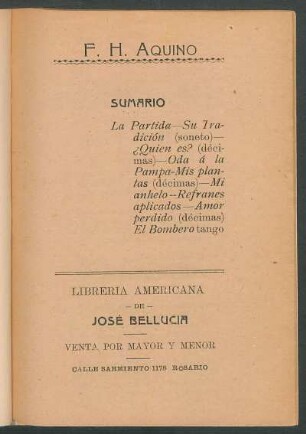 F. H. AQUINO
SUMARIO
La Partida—Su Tra-
dición (soneto)—
¿Quien es? (déci-
mas)—Oda á la
Pampa-Mis plan-
tas (décimas)—Mi
anhelo—Refranes
aplicados—Amor
perdido (décimas)
El Bombero tango
LIBRERIA AMERICANA
— DE —
JOSÉ BELLUCIA
VENTA POR MAYOR Y MENOR
CALLE SARMIENTO 1178 ROSARIO